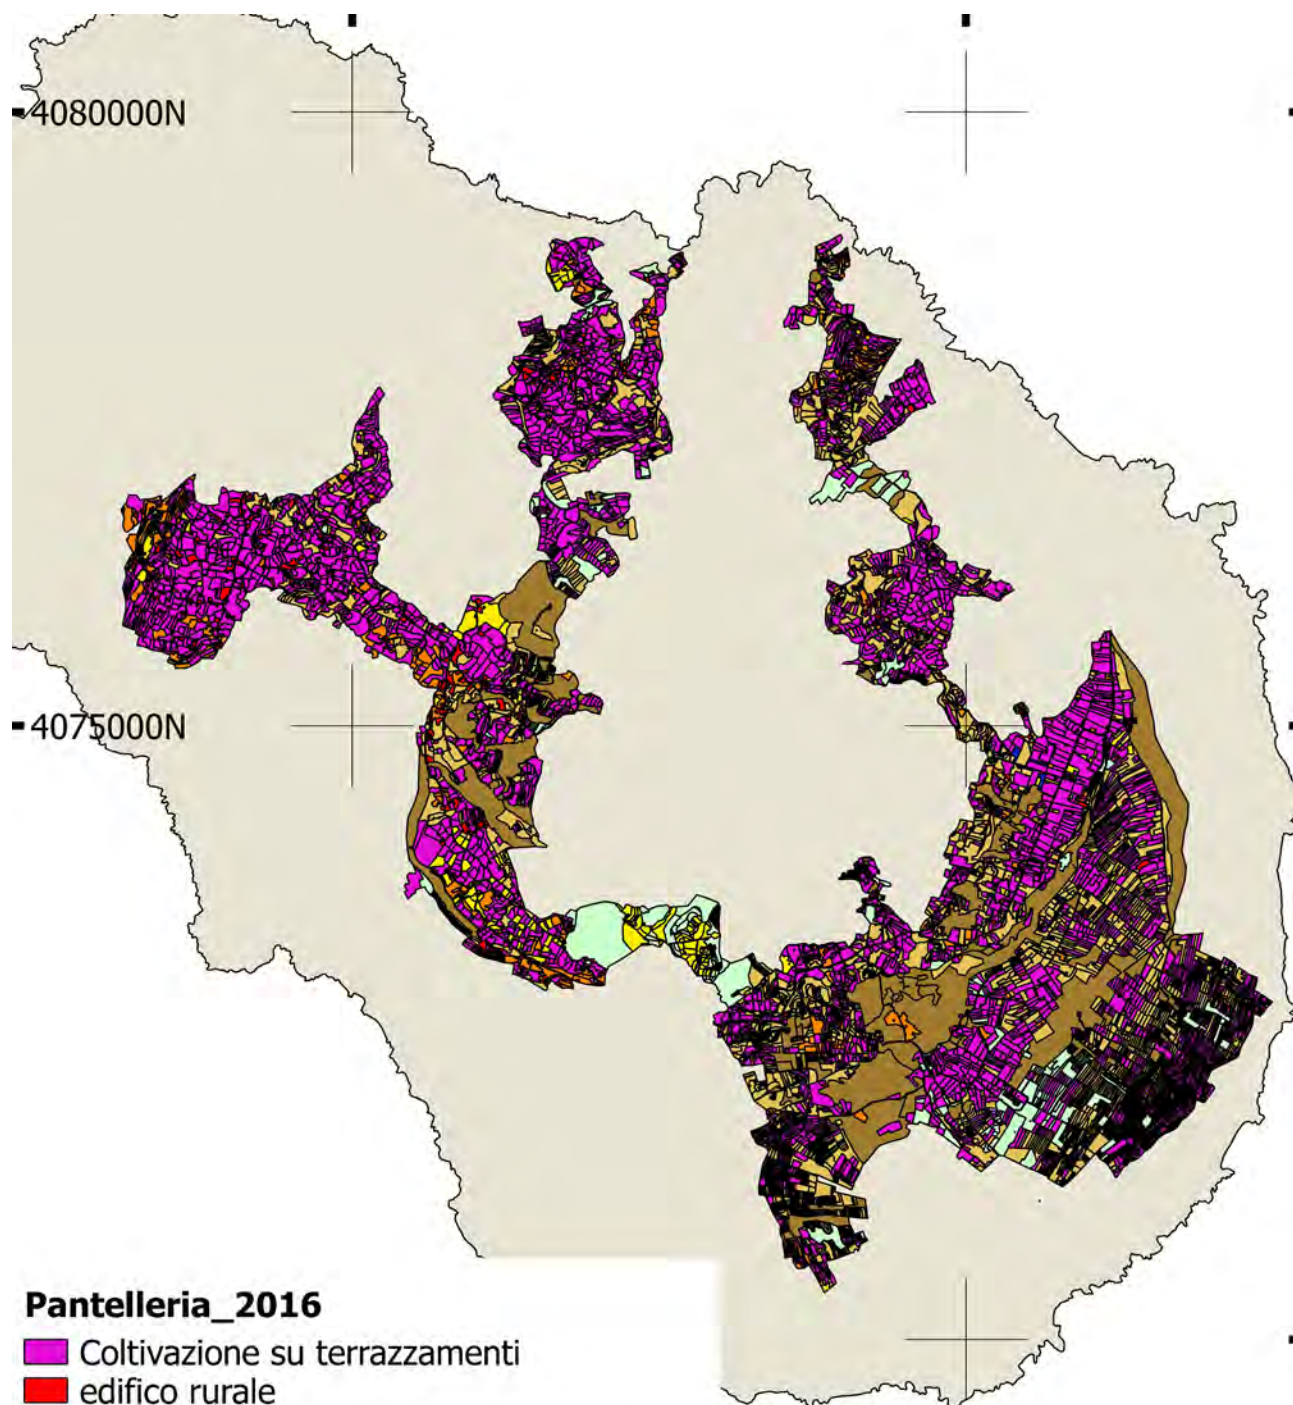 4080000N
4075000N
Pantelleria_2016
Coltivazione su terrazzamenti
edifico rurale